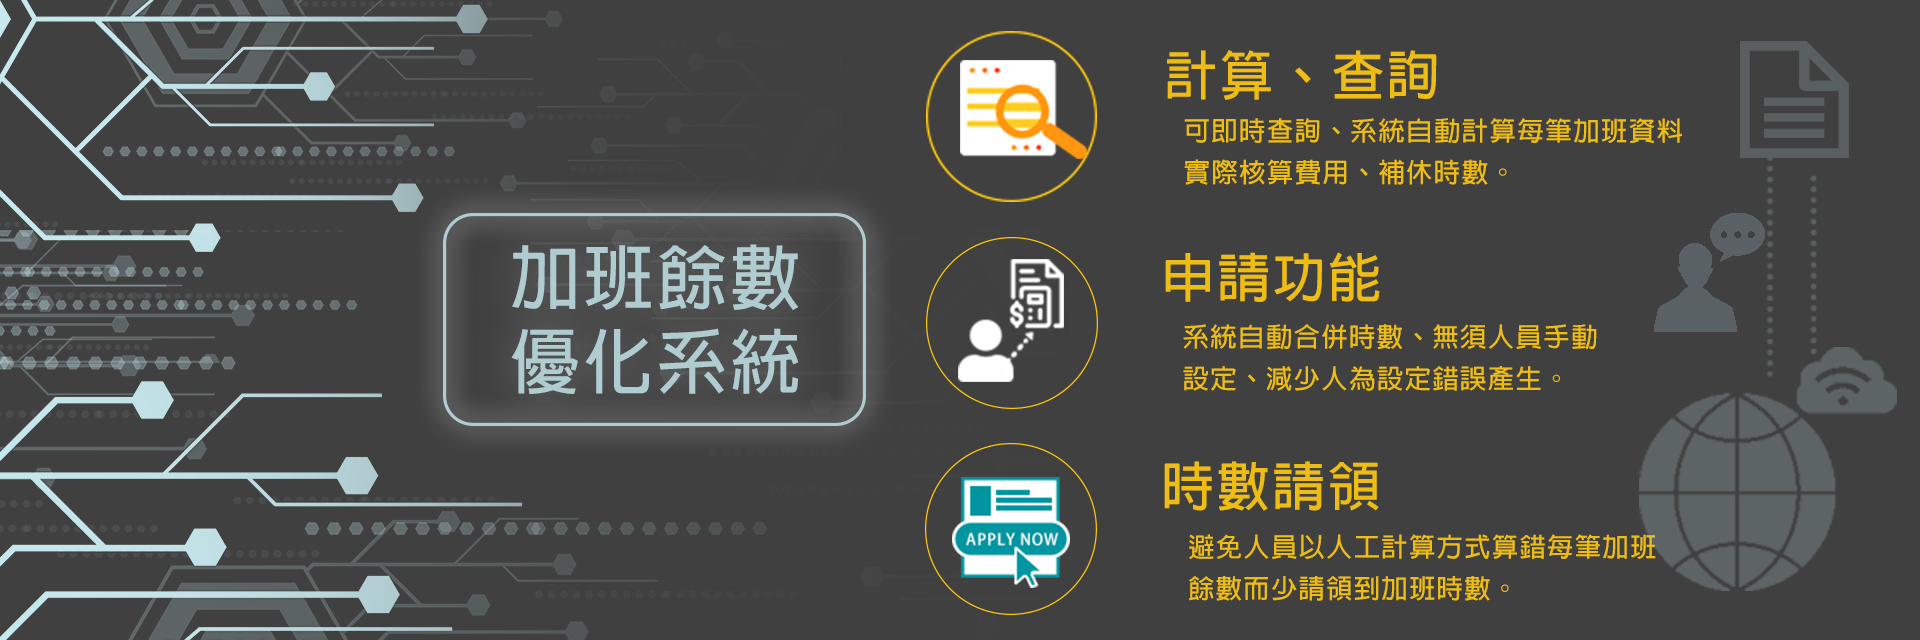 加班餘數
優化系統
計算、查詢
可即時查詢、系統自動計算每筆加班資料
實際核算費用、補休時數。
申請功能
系統自動合併時數、無須人員手動
設定、減少人為設定錯誤產生。
APPLY NOW
時數請領
避免人員以人工計算方式算錯每筆加班
餘數而少請領到加班時數。